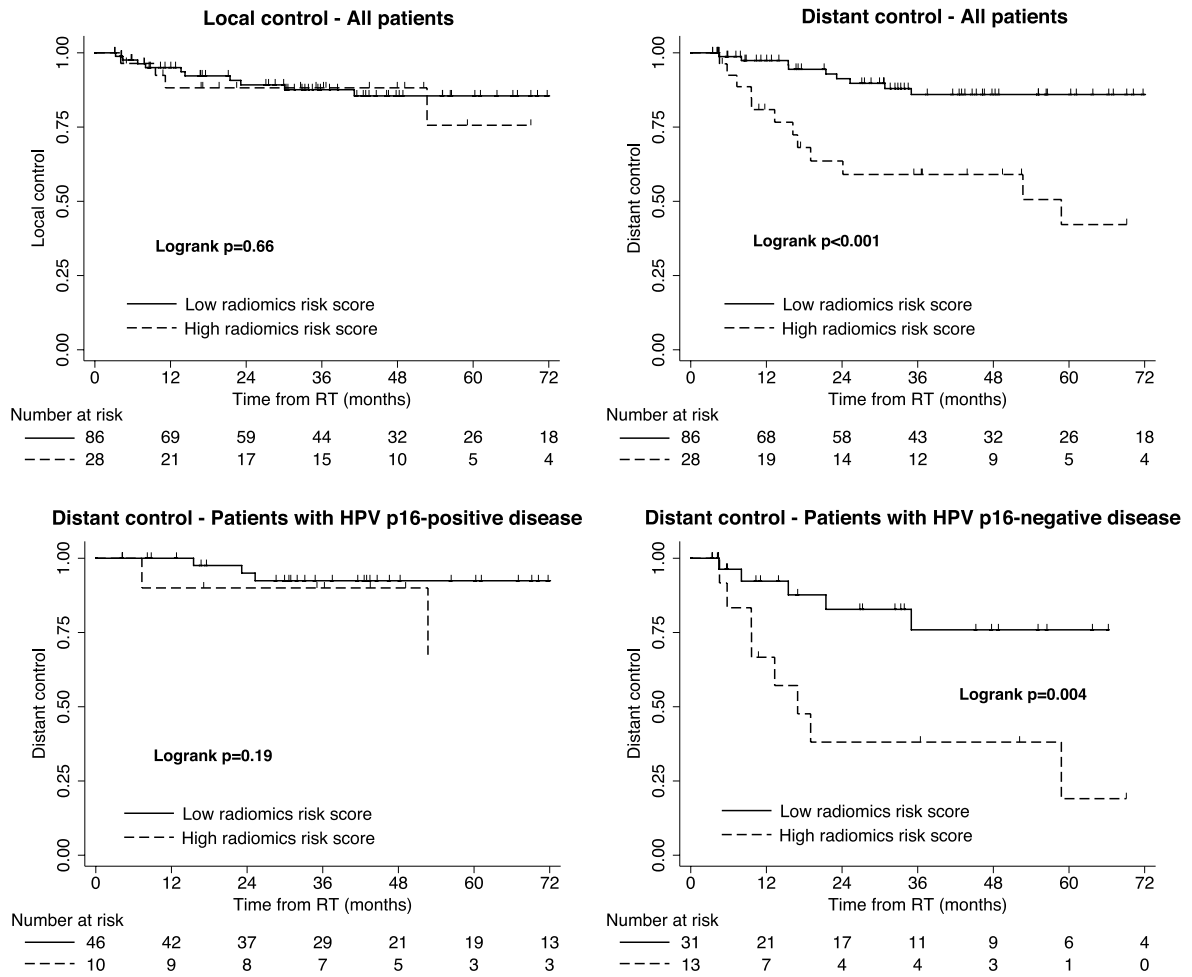 Local control - All patients
1.00
0.75
0.50
0.25
0.00
Local control
Logrank p=0.66
Low radiomics risk score
High radiomics risk score
0 12 24 36 48 60 72
Time from RT (months)
Number at risk
86 69 59 44 32 26 18
28 21 17 15 10 5 4
Distant control - All patients
1.00
0.75
0.50
0.25
0.00
Distant control
Logrank p<0.001
Low radiomics risk score
High radiomics risk score
0 12 24 36 48 60 72
Time from RT (months)
Number at risk
86 68 58 43 32 26 18
28 19 14 12 9 5 4
Distant control - Patients with HPV p16-positive disease
1.00
0.75
0.50
0.25
0.00
Distant control
Logrank p=0.19
Low radiomics risk score
High radiomics risk score
0 12 24 36 48 60 72
Time from RT (months)
Number at risk
46 42 37 29 21 19 13
10 9 8 7 5 3 3
Distant control - Patients with HPV p16-negative disease
1.00
0.75
0.50
0.25
0.00
Distant control
Logrank p=0.004
Low radiomics risk score
High radiomics risk score
0 12 24 36 48 60 72
Time from RT (months)
Number at risk
31 21 17 11 9 6 4
13 7 4 4 3 1 0